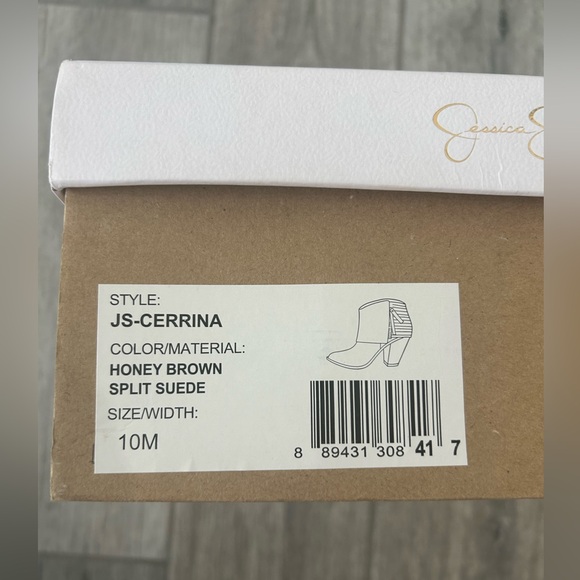 Jessica
STYLE:
JS-CERRINA
COLOR/MATERIAL:
HONEY BROWN
SPLIT SUEDE
SIZE/WIDTH:
10M
8 89431 308 41 7